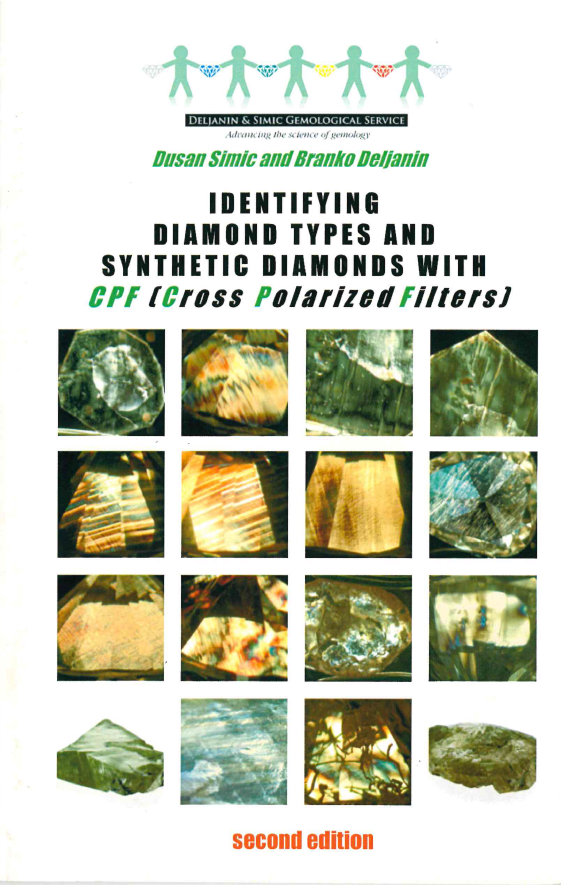 DELJANIN & SIMIC GEMOLOGICAL SERVICE
Advancing the science of gemology
Dusan Simic and Branko Deljanin
IDENTIFYING
DIAMOND TYPES AND
SYNTHETIC DIAMONDS WITH
CPF (Cross Polarized Filters)
second edition